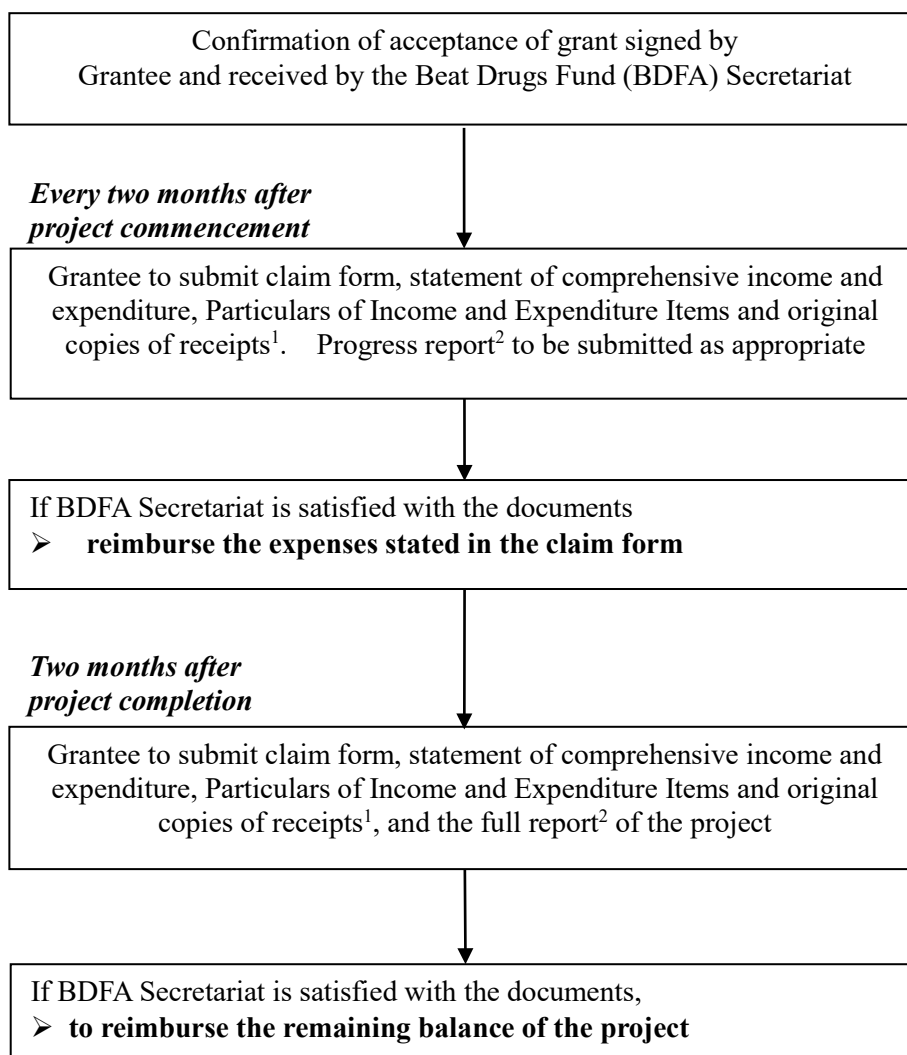 Confirmation of acceptance of grant signed by
Grantee and received by the Beat Drugs Fund (BDFA) Secretariat
Every two months after
project commencement
Grantee to submit claim form, statement of comprehensive income and
expenditure, Particulars of Income and Expenditure Items and original
copies of receipts¹. Progress report² to be submitted as appropriate
If BDFA Secretariat is satisfied with the documents
➢ reimburse the expenses stated in the claim form
Two months after
project completion
Grantee to submit claim form, statement of comprehensive income and
expenditure, Particulars of Income and Expenditure Items and original
copies of receipts¹, and the full report² of the project
If BDFA Secretariat is satisfied with the documents,
➢ to reimburse the remaining balance of the project